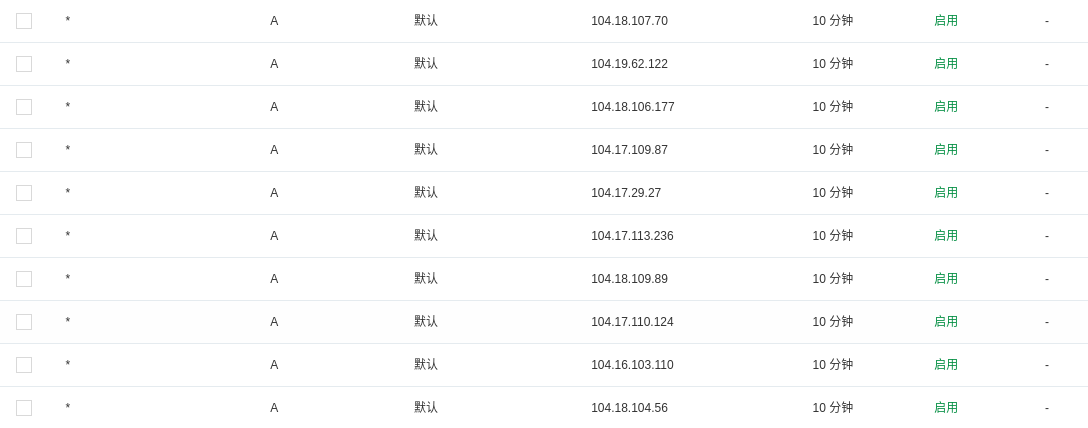 * A 默认 104.18.107.70 10 分钟 启用 -
* A 默认 104.19.62.122 10 分钟 启用 -
* A 默认 104.18.106.177 10 分钟 启用 -
* A 默认 104.17.109.87 10 分钟 启用 -
* A 默认 104.17.29.27 10 分钟 启用 -
* A 默认 104.17.113.236 10 分钟 启用 -
* A 默认 104.18.109.89 10 分钟 启用 -
* A 默认 104.17.110.124 10 分钟 启用 -
* A 默认 104.16.103.110 10 分钟 启用 -
* A 默认 104.18.104.56 10 分钟 启用 -